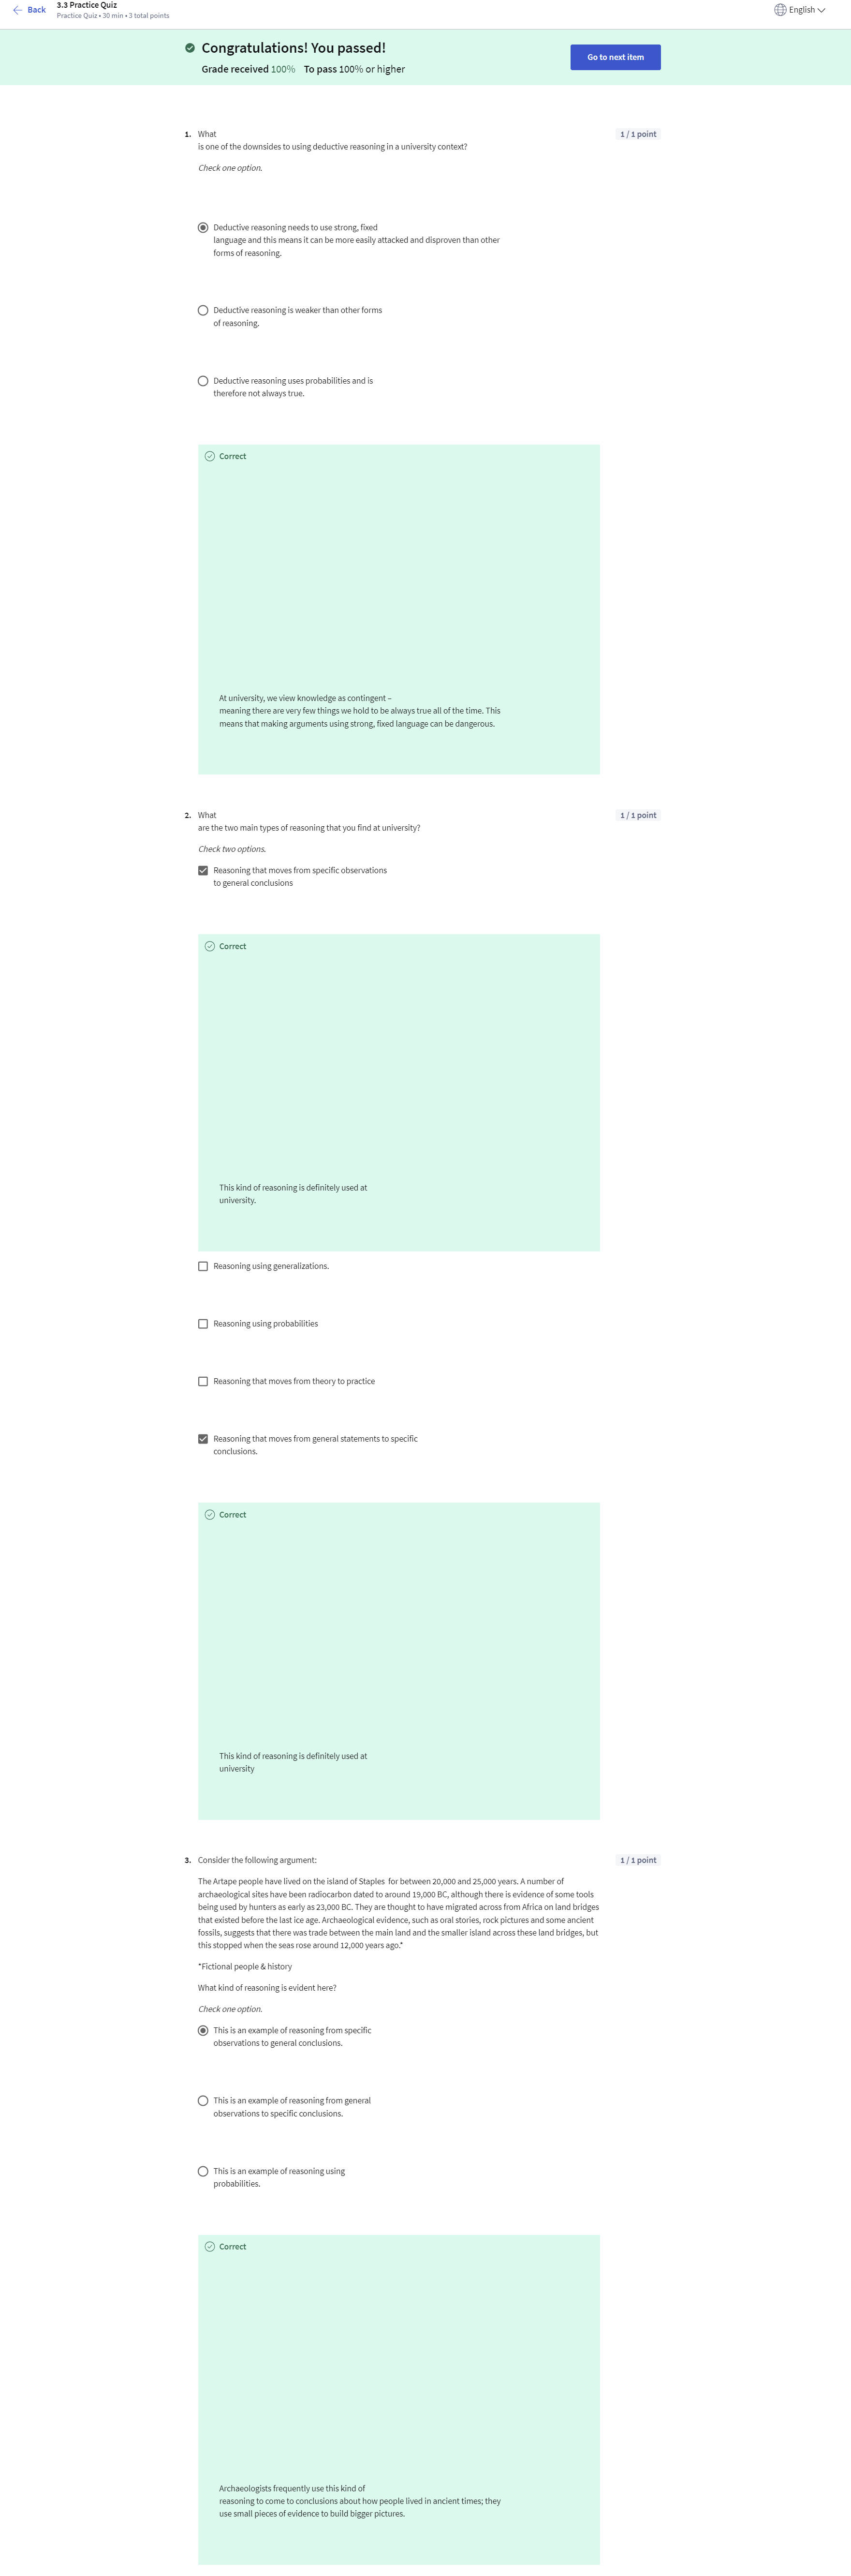 Back
3.3 Practice Quiz
Practice Quiz • 30 min • 3 total points
English
Congratulations! You passed!
Grade received 100% To pass 100% or higher
Go to next item
1. What
is one of the downsides to using deductive reasoning in a university context?
1 / 1 point
Check one option.
Deductive reasoning needs to use strong, fixed
language and this means it can be more easily attacked and disproven than other
forms of reasoning.
Deductive reasoning is weaker than other forms
of reasoning.
Deductive reasoning uses probabilities and is
therefore not always true.
Correct
At university, we view knowledge as contingent –
meaning there are very few things we hold to be always true all of the time. This
means that making arguments using strong, fixed language can be dangerous.
2. What
are the two main types of reasoning that you find at university?
1 / 1 point
Check two options.
Reasoning that moves from specific observations
to general conclusions
Correct
This kind of reasoning is definitely used at
university.
Reasoning using generalizations.
Reasoning using probabilities
Reasoning that moves from theory to practice
Reasoning that moves from general statements to specific
conclusions.
Correct
This kind of reasoning is definitely used at
university
3. Consider the following argument:
1 / 1 point
The Artape people have lived on the island of Staples for between 20,000 and 25,000 years. A number of
archaeological sites have been radiocarbon dated to around 19,000 BC, although there is evidence of some tools
being used by hunters as early as 23,000 BC. They are thought to have migrated across from Africa on land bridges
that existed before the last ice age. Archaeological evidence, such as oral stories, rock pictures and some ancient
fossils, suggests that there was trade between the main land and the smaller island across these land bridges, but
this stopped when the seas rose around 12,000 years ago.*
*Fictional people & history
What kind of reasoning is evident here?
Check one option.
This is an example of reasoning from specific
observations to general conclusions.
This is an example of reasoning from general
observations to specific conclusions.
This is an example of reasoning using
probabilities.
Correct
Archaeologists frequently use this kind of
reasoning to come to conclusions about how people lived in ancient times; they
use small pieces of evidence to build bigger pictures.